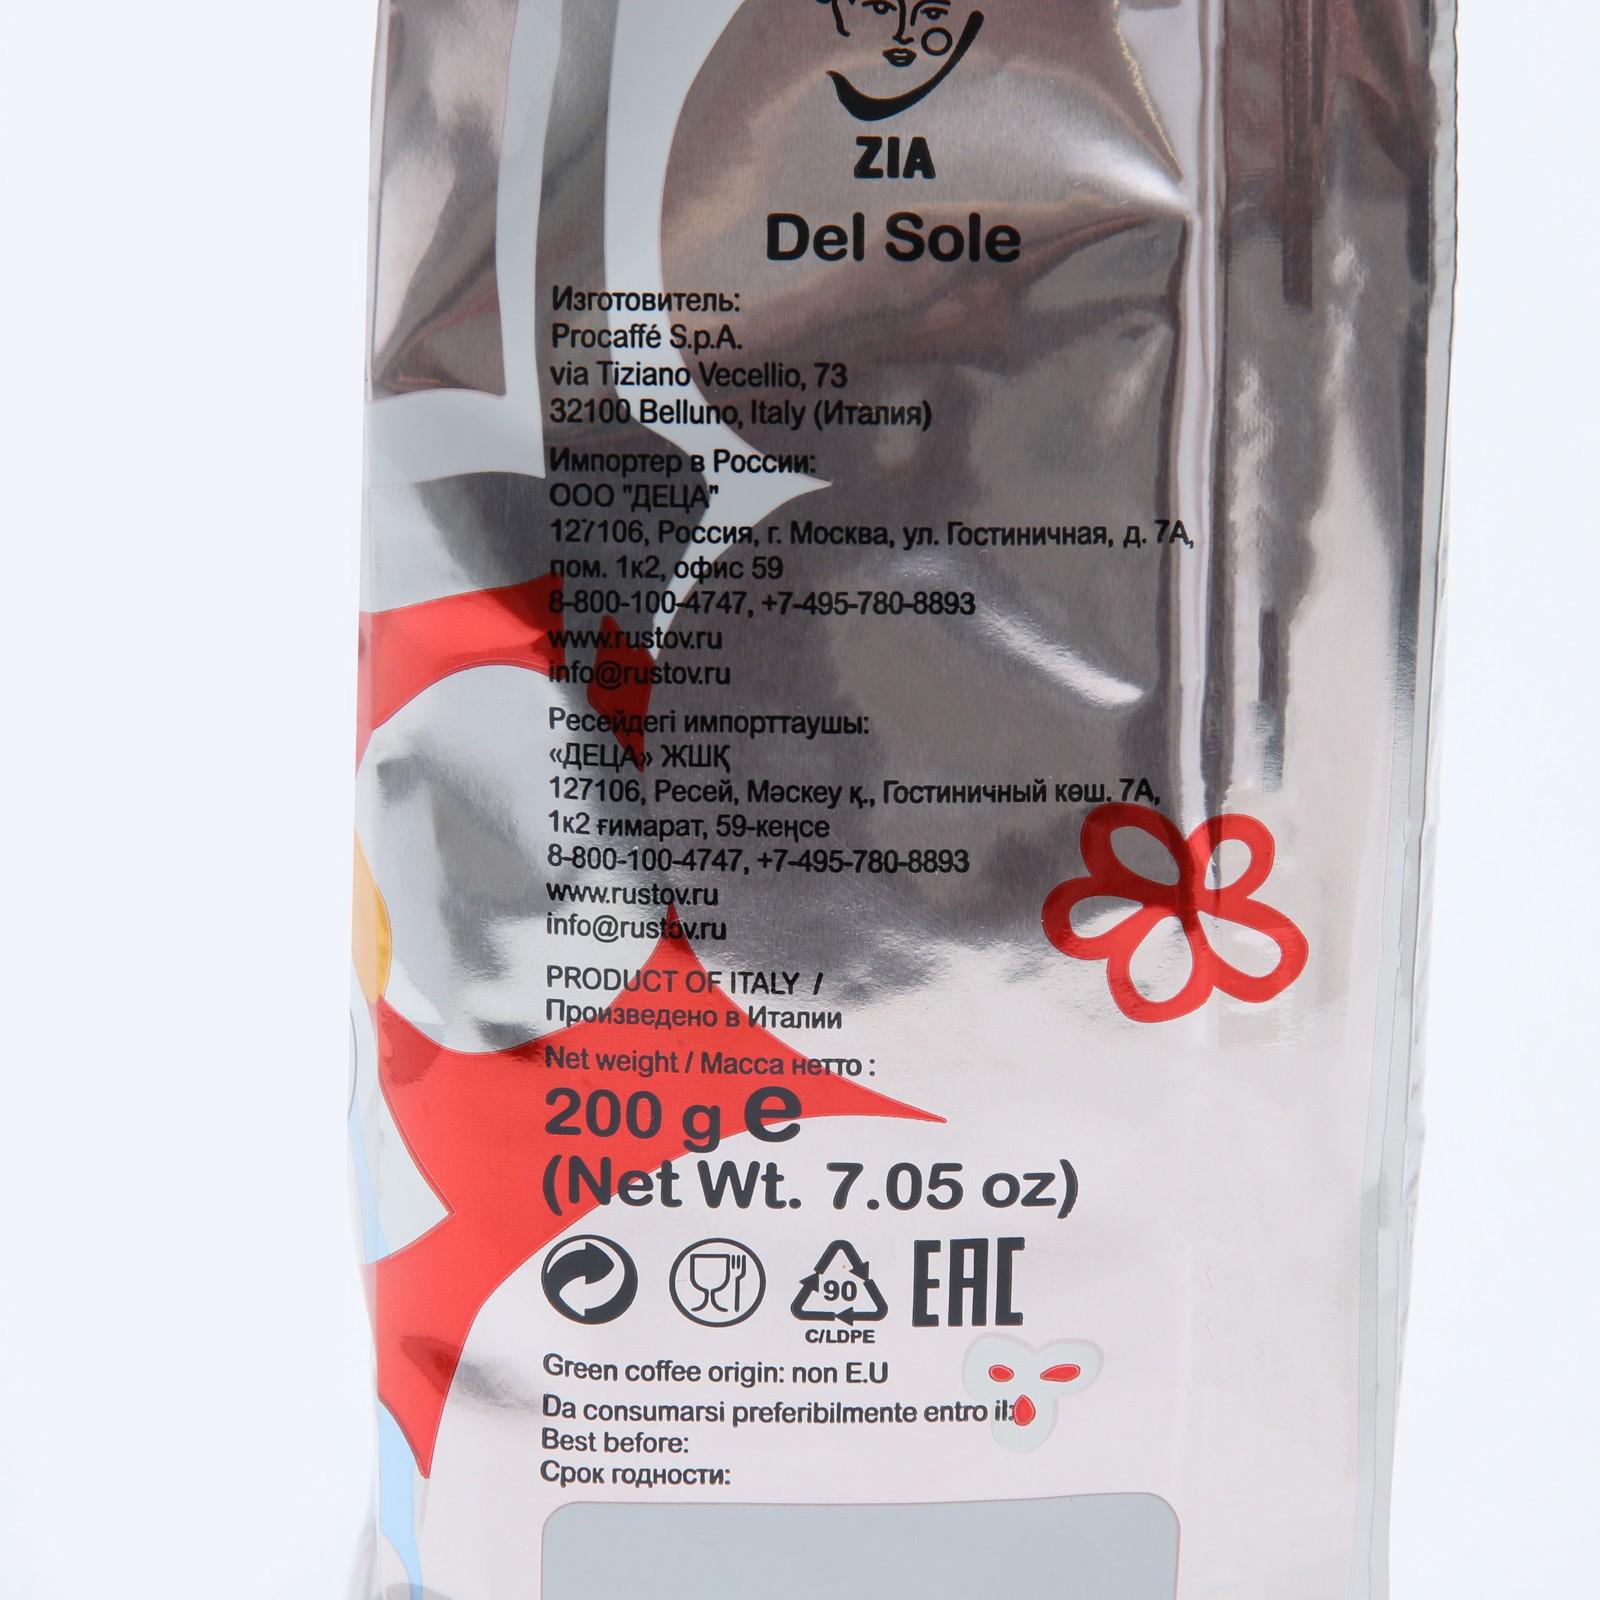 ZIA
Del Sole
Изготовитель:
Procaffé S.p.A.
via Tiziano Vecellio, 73
32100 Belluno, Italy (Италия)
Импортер в России:
ООО "ДЕЦА"
127106, Россия, г. Москва, ул. Гостиничная, д. 7А,
пом. 1к2, офис 59
8-800-100-4747, +7-495-780-8893
www.rustov.ru
info@rustov.ru
Ресейдегі импорттаушы:
«ДЕЦА» ЖШҚ
127106, Ресей, Мәскеу қ., Гостиничный көш. 7А,
1к2 ғимарат, 59-кеңсе
8-800-100-4747, +7-495-780-8893
www.rustov.ru
info@rustov.ru
PRODUCT OF ITALY /
Произведено в Италии
Net weight / Масса нетто :
200 g e
(Net Wt. 7.05 oz)
90
C/LDPE
EAC
Green coffee origin: non E.U
Da consumarsi preferibilmente entro il:
Best before:
Срок годности: